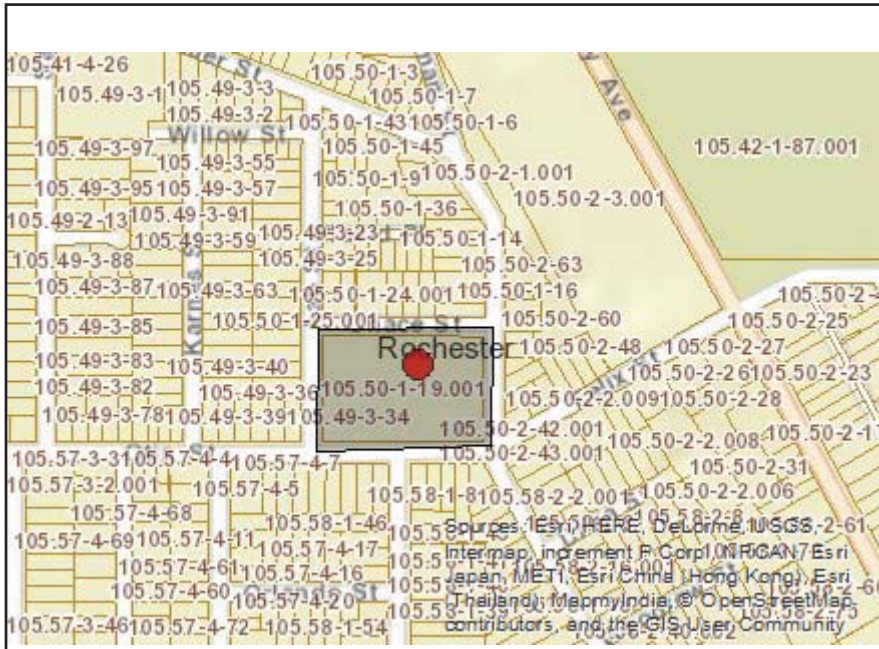 105.41-4-26
105.49-3-1 105.49-3-3 105.50-1-3
105.50-1-7
105.49-3-2 105.50-1-43 105.50-1-6
Willow St
105.49-3-97 105.50-1-45 105.42-1-87.001
Ave
105.49-3-55
105.49-3-95 105.49-3-57 105.50-1-9 105.50-2-1.001
105.50-2-3.001
105.49-2-13 105.49-3-91 105.50-1-36
105.49-3-59 105.49-3-23 105.50-1-14
105.49-3-88 105.49-3-25 105.50-2-63
105.49-3-87 105.49-3-63 105.50-1-24.001 105.50-1-16
105.49-3-85 105.50-1-25.001 105.50-2-60 105.50-2-25
Rochester 105.50-2-48 105.50-2-27
105.49-3-83 105.49-3-40 105.50-2-26 105.50-2-23
105.49-3-82 105.49-3-36 105.50-1-19.001 105.50-2-2.009 105.50-2-28
105.49-3-78 105.49-3-39 105.49-3-34
105.50-2-42.001 105.50-2-2.008
105.57-3-31 105.57-4-4 105.57-4-7 105.50-2-43.001
105.50-2-31
105.57-3-2.001 105.57-4-5 105.58-1-8 105.58-2-2.001 105.50-2-2.006
105.57-4-68 105.58-1-46
105.57-4-69 105.57-4-11 105.57-4-17
105.57-4-61 105.57-4-16
105.57-4-60 105.57-4-20
105.57-3-46 105.57-4-72 105.58-1-54
Sources: Esri, HERE, DeLorme, USGS,
Intermap, increment P Corp., NRCAN, Esri
Japan, METI, Esri China (Hong Kong), Esri
(Thailand), MapmyIndia, © OpenStreetMap
contributors, and the GIS User Community